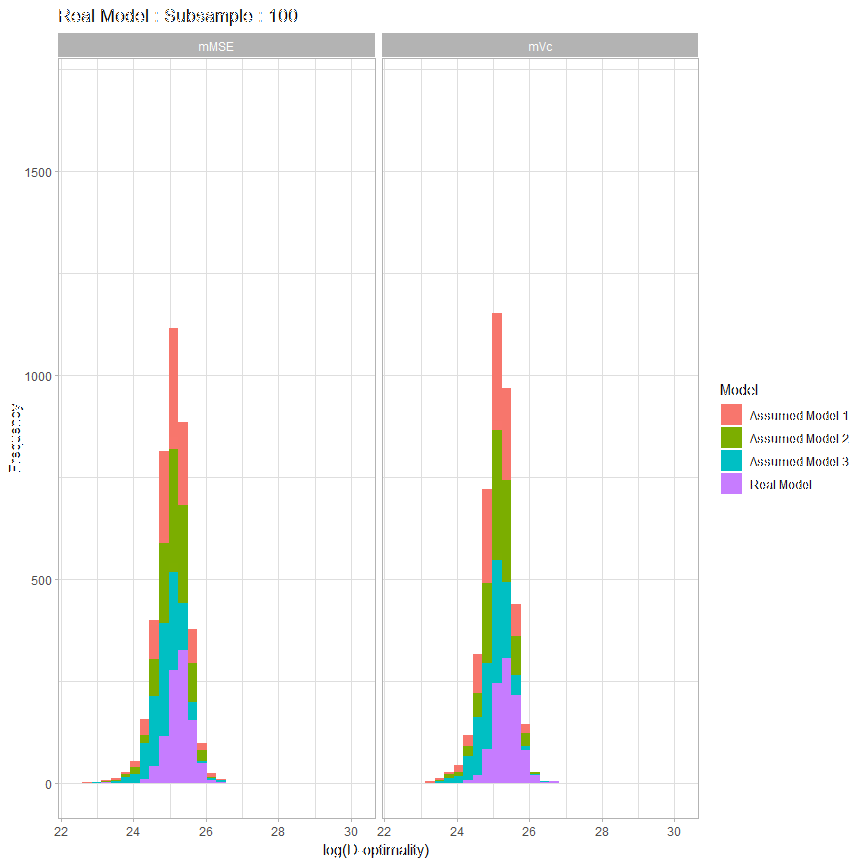 Real Model :: Subsample :: 100
mMSE mVc
1500
1000
500
0
Frequency
22 24 26 28 30 22 24 26 28 30
log(D-optimality)
Model
Assumed Model 1
Assumed Model 2
Assumed Model 3
Real Model